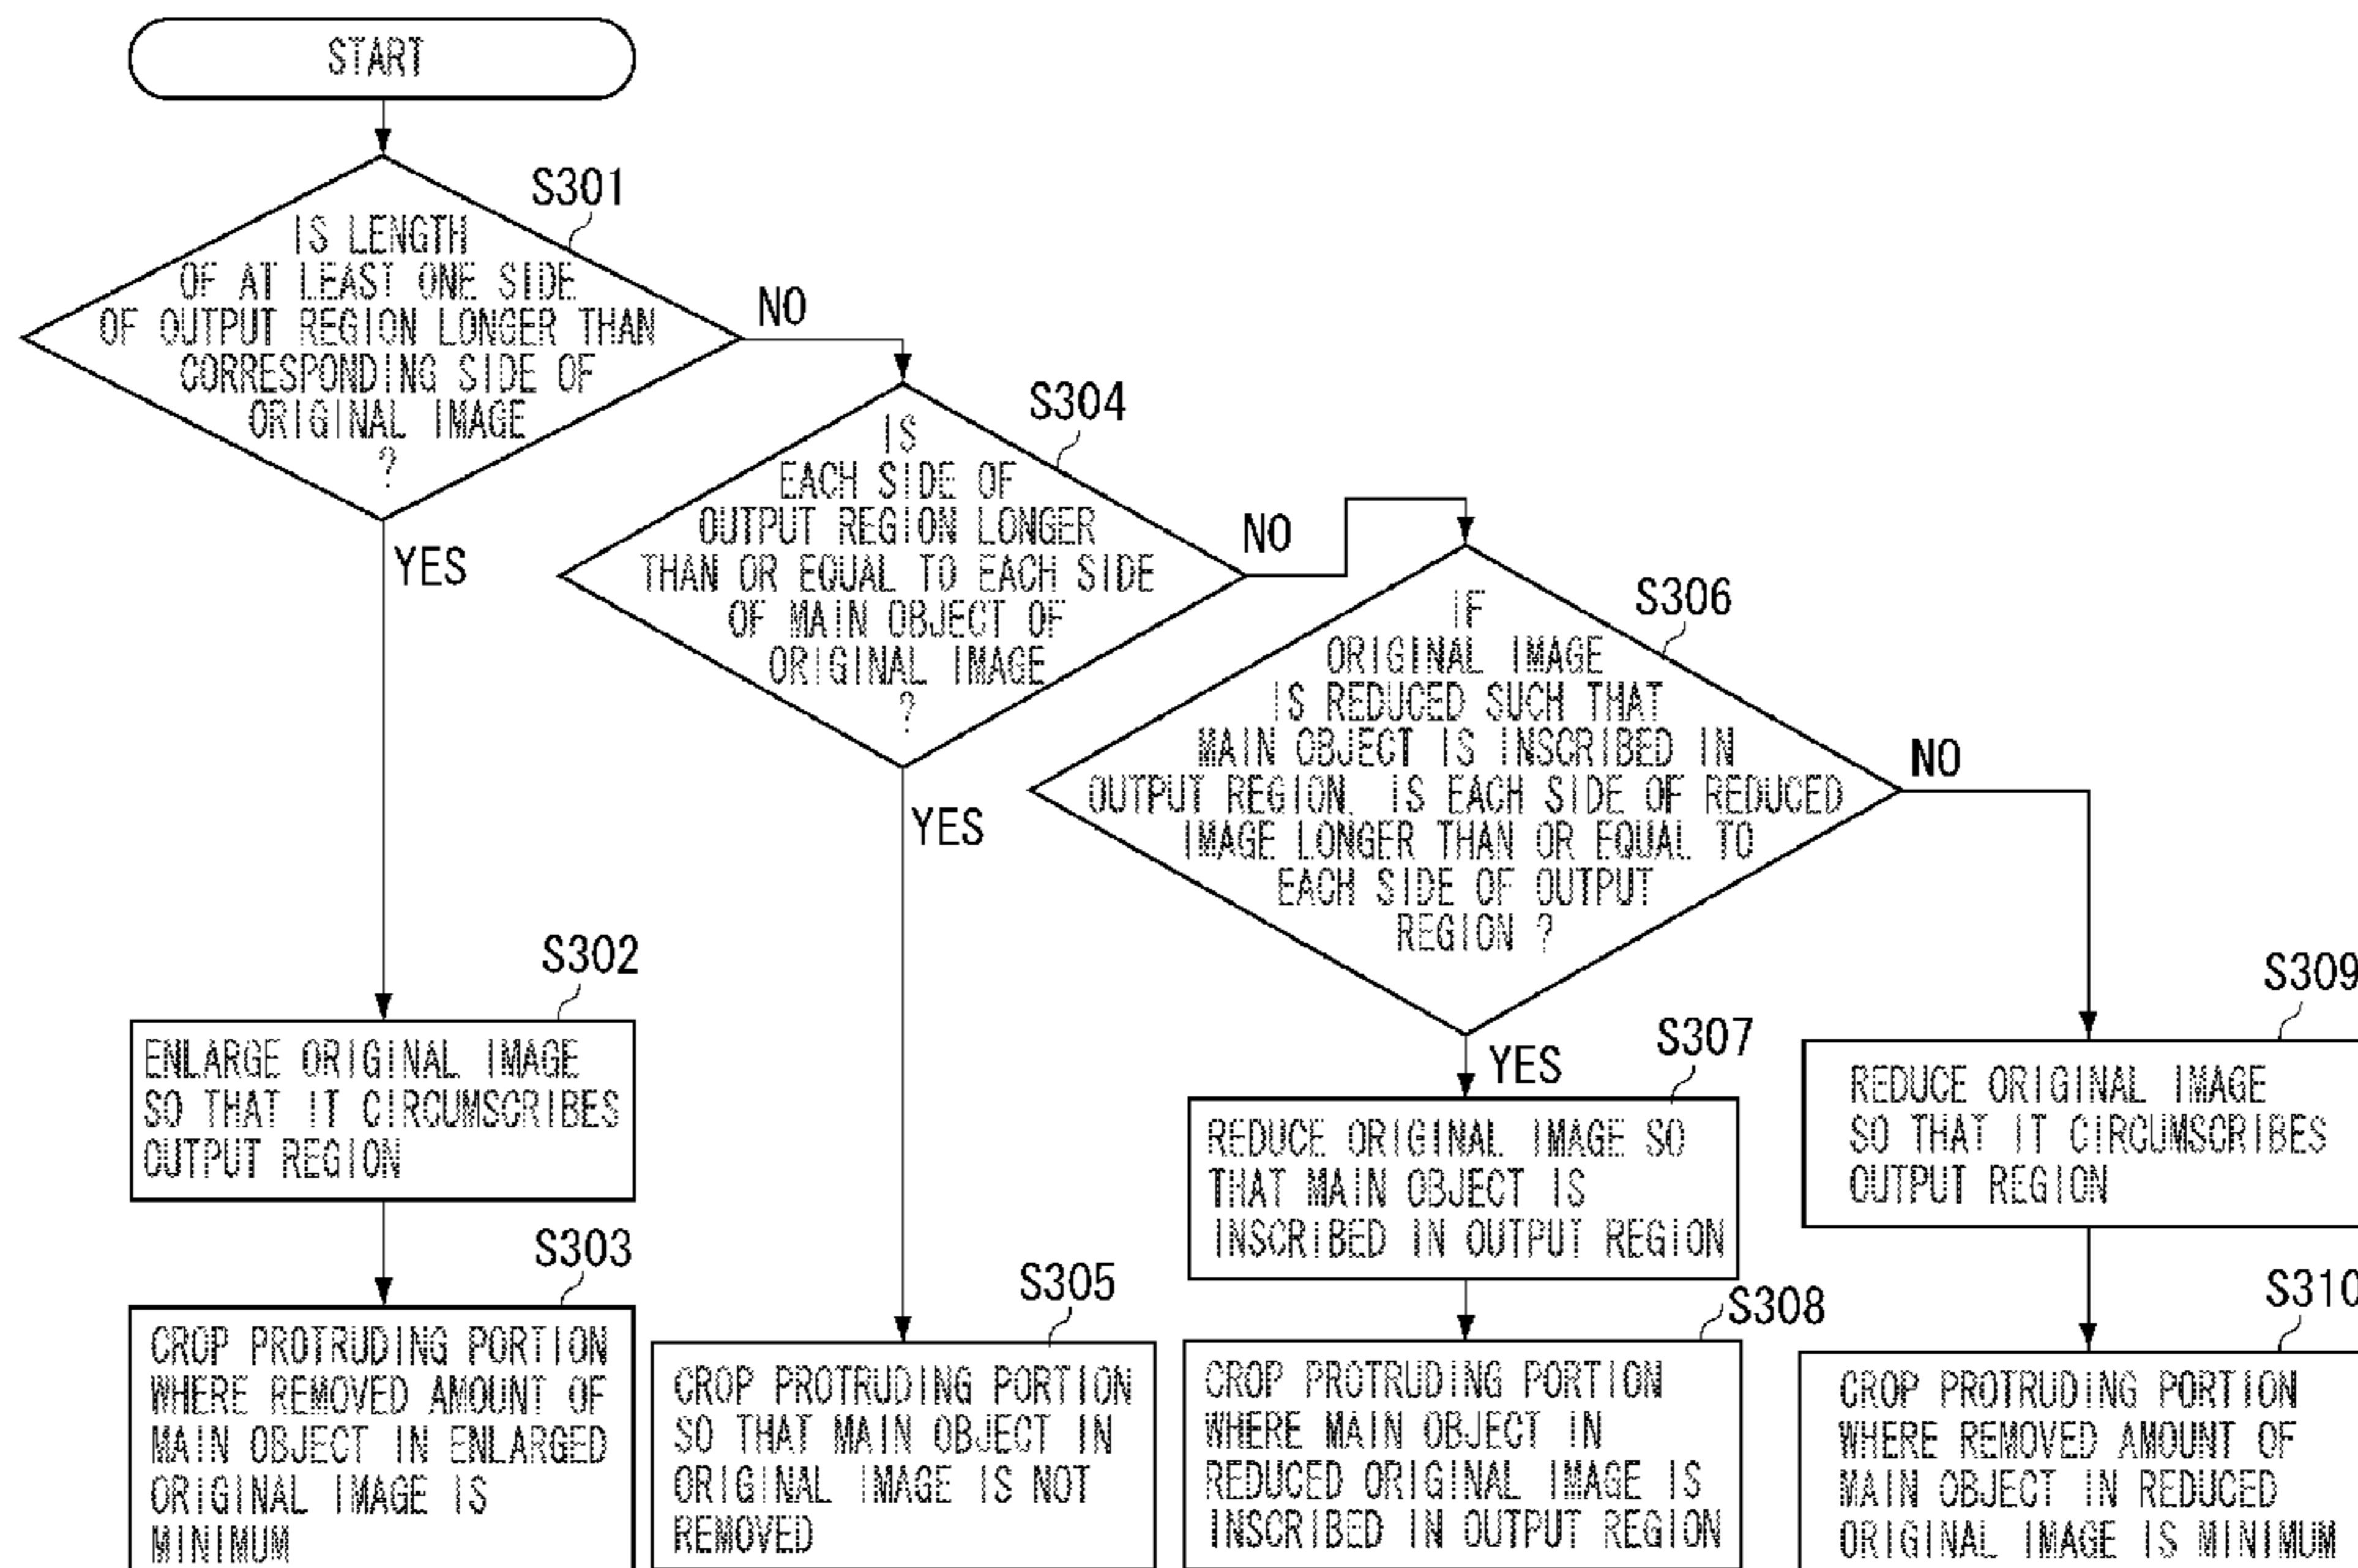 START
S301
IS LENGTH
OF AT LEAST ONE SIDE
OF OUTPUT REGION LONGER THAN
CORRESPONDING SIDE OF
ORIGINAL IMAGE
?
NO
YES
S304
IS
EACH SIDE OF
OUTPUT REGION LONGER
THAN OR EQUAL TO EACH SIDE
OF MAIN OBJECT OF
ORIGINAL IMAGE
?
NO
YES
S306
IF
ORIGINAL IMAGE
IS REDUCED SUCH THAT
MAIN OBJECT IS INSCRIBED IN
OUTPUT REGION, IS EACH SIDE OF REDUCED
IMAGE LONGER THAN OR EQUAL TO
EACH SIDE OF OUTPUT
REGION ?
NO
YES
S302
ENLARGE ORIGINAL IMAGE
SO THAT IT CIRCUMSCRIBES
OUTPUT REGION
S303
CROP PROTRUDING PORTION
WHERE REMOVED AMOUNT OF
MAIN OBJECT IN ENLARGED
ORIGINAL IMAGE IS
MINIMUM
S305
CROP PROTRUDING PORTION
SO THAT MAIN OBJECT IN
ORIGINAL IMAGE IS NOT
REMOVED
S307
REDUCE ORIGINAL IMAGE SO
THAT MAIN OBJECT IS
INSCRIBED IN OUTPUT REGION
S308
CROP PROTRUDING PORTION
WHERE MAIN OBJECT IN
REDUCED ORIGINAL IMAGE IS
INSCRIBED IN OUTPUT REGION
S309
REDUCE ORIGINAL IMAGE
SO THAT IT CIRCUMSCRIBES
OUTPUT REGION
S310
CROP PROTRUDING PORTION
WHERE REMOVED AMOUNT OF
MAIN OBJECT IN REDUCED
ORIGINAL IMAGE IS MINIMUM